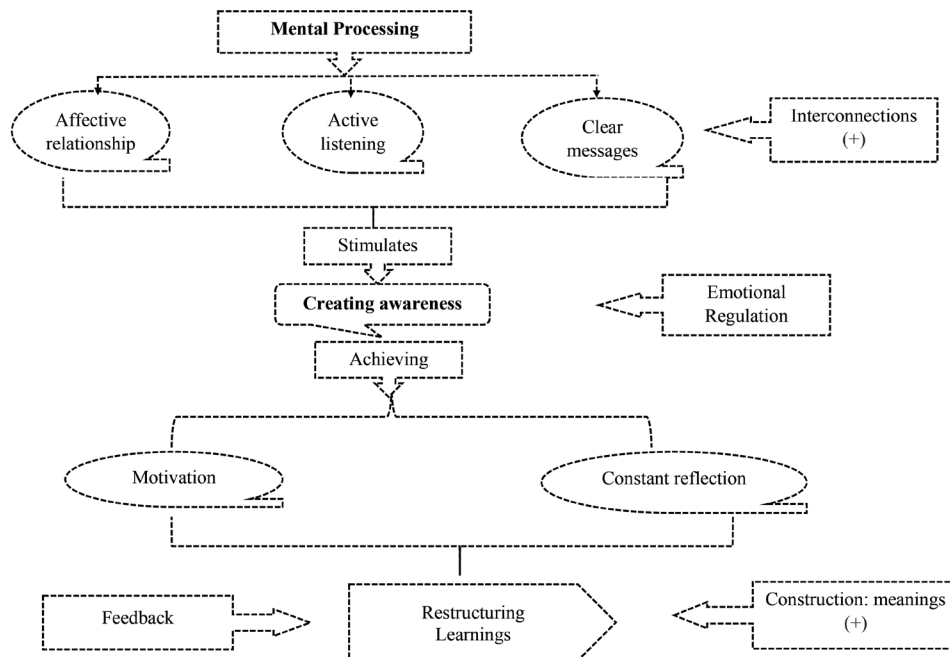 Mental Processing
Affective
relationship
Active
listening
Clear
messages
Interconnections
(+)
Stimulates
Creating awareness
Emotional
Regulation
Achieving
Motivation
Constant reflection
Feedback
Restructuring
Learnings
Construction: meanings
(+)